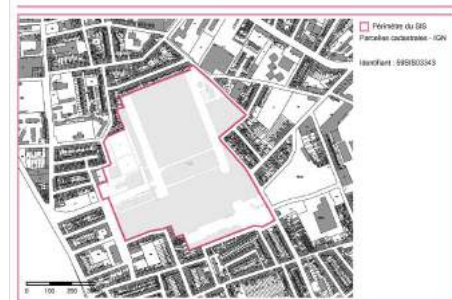 Périmètre du SIS
Parcelles cadastrales - IGN
Identifiant : 59SIS03343
0 100 200